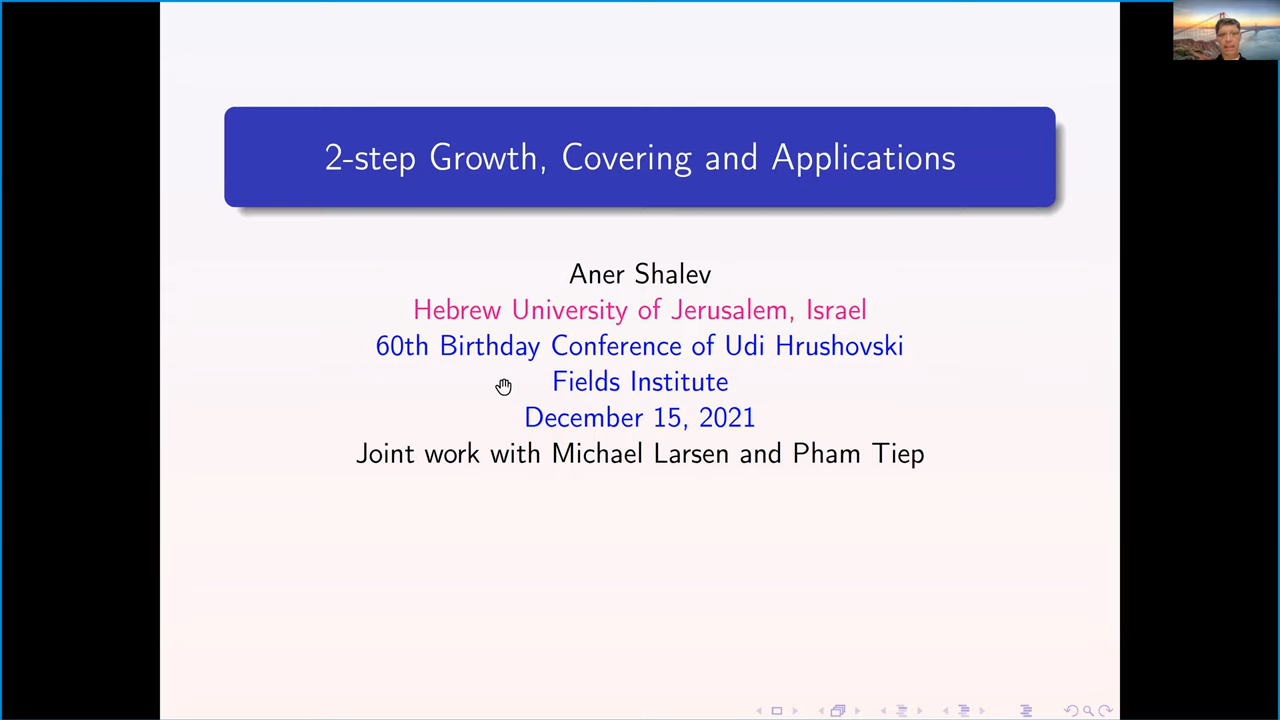 2-step Growth, Covering and Applications
Aner Shalev
Hebrew University of Jerusalem, Israel
60th Birthday Conference of Udi Hrushovski
Fields Institute
December 15, 2021
Joint work with Michael Larsen and Pham Tiep